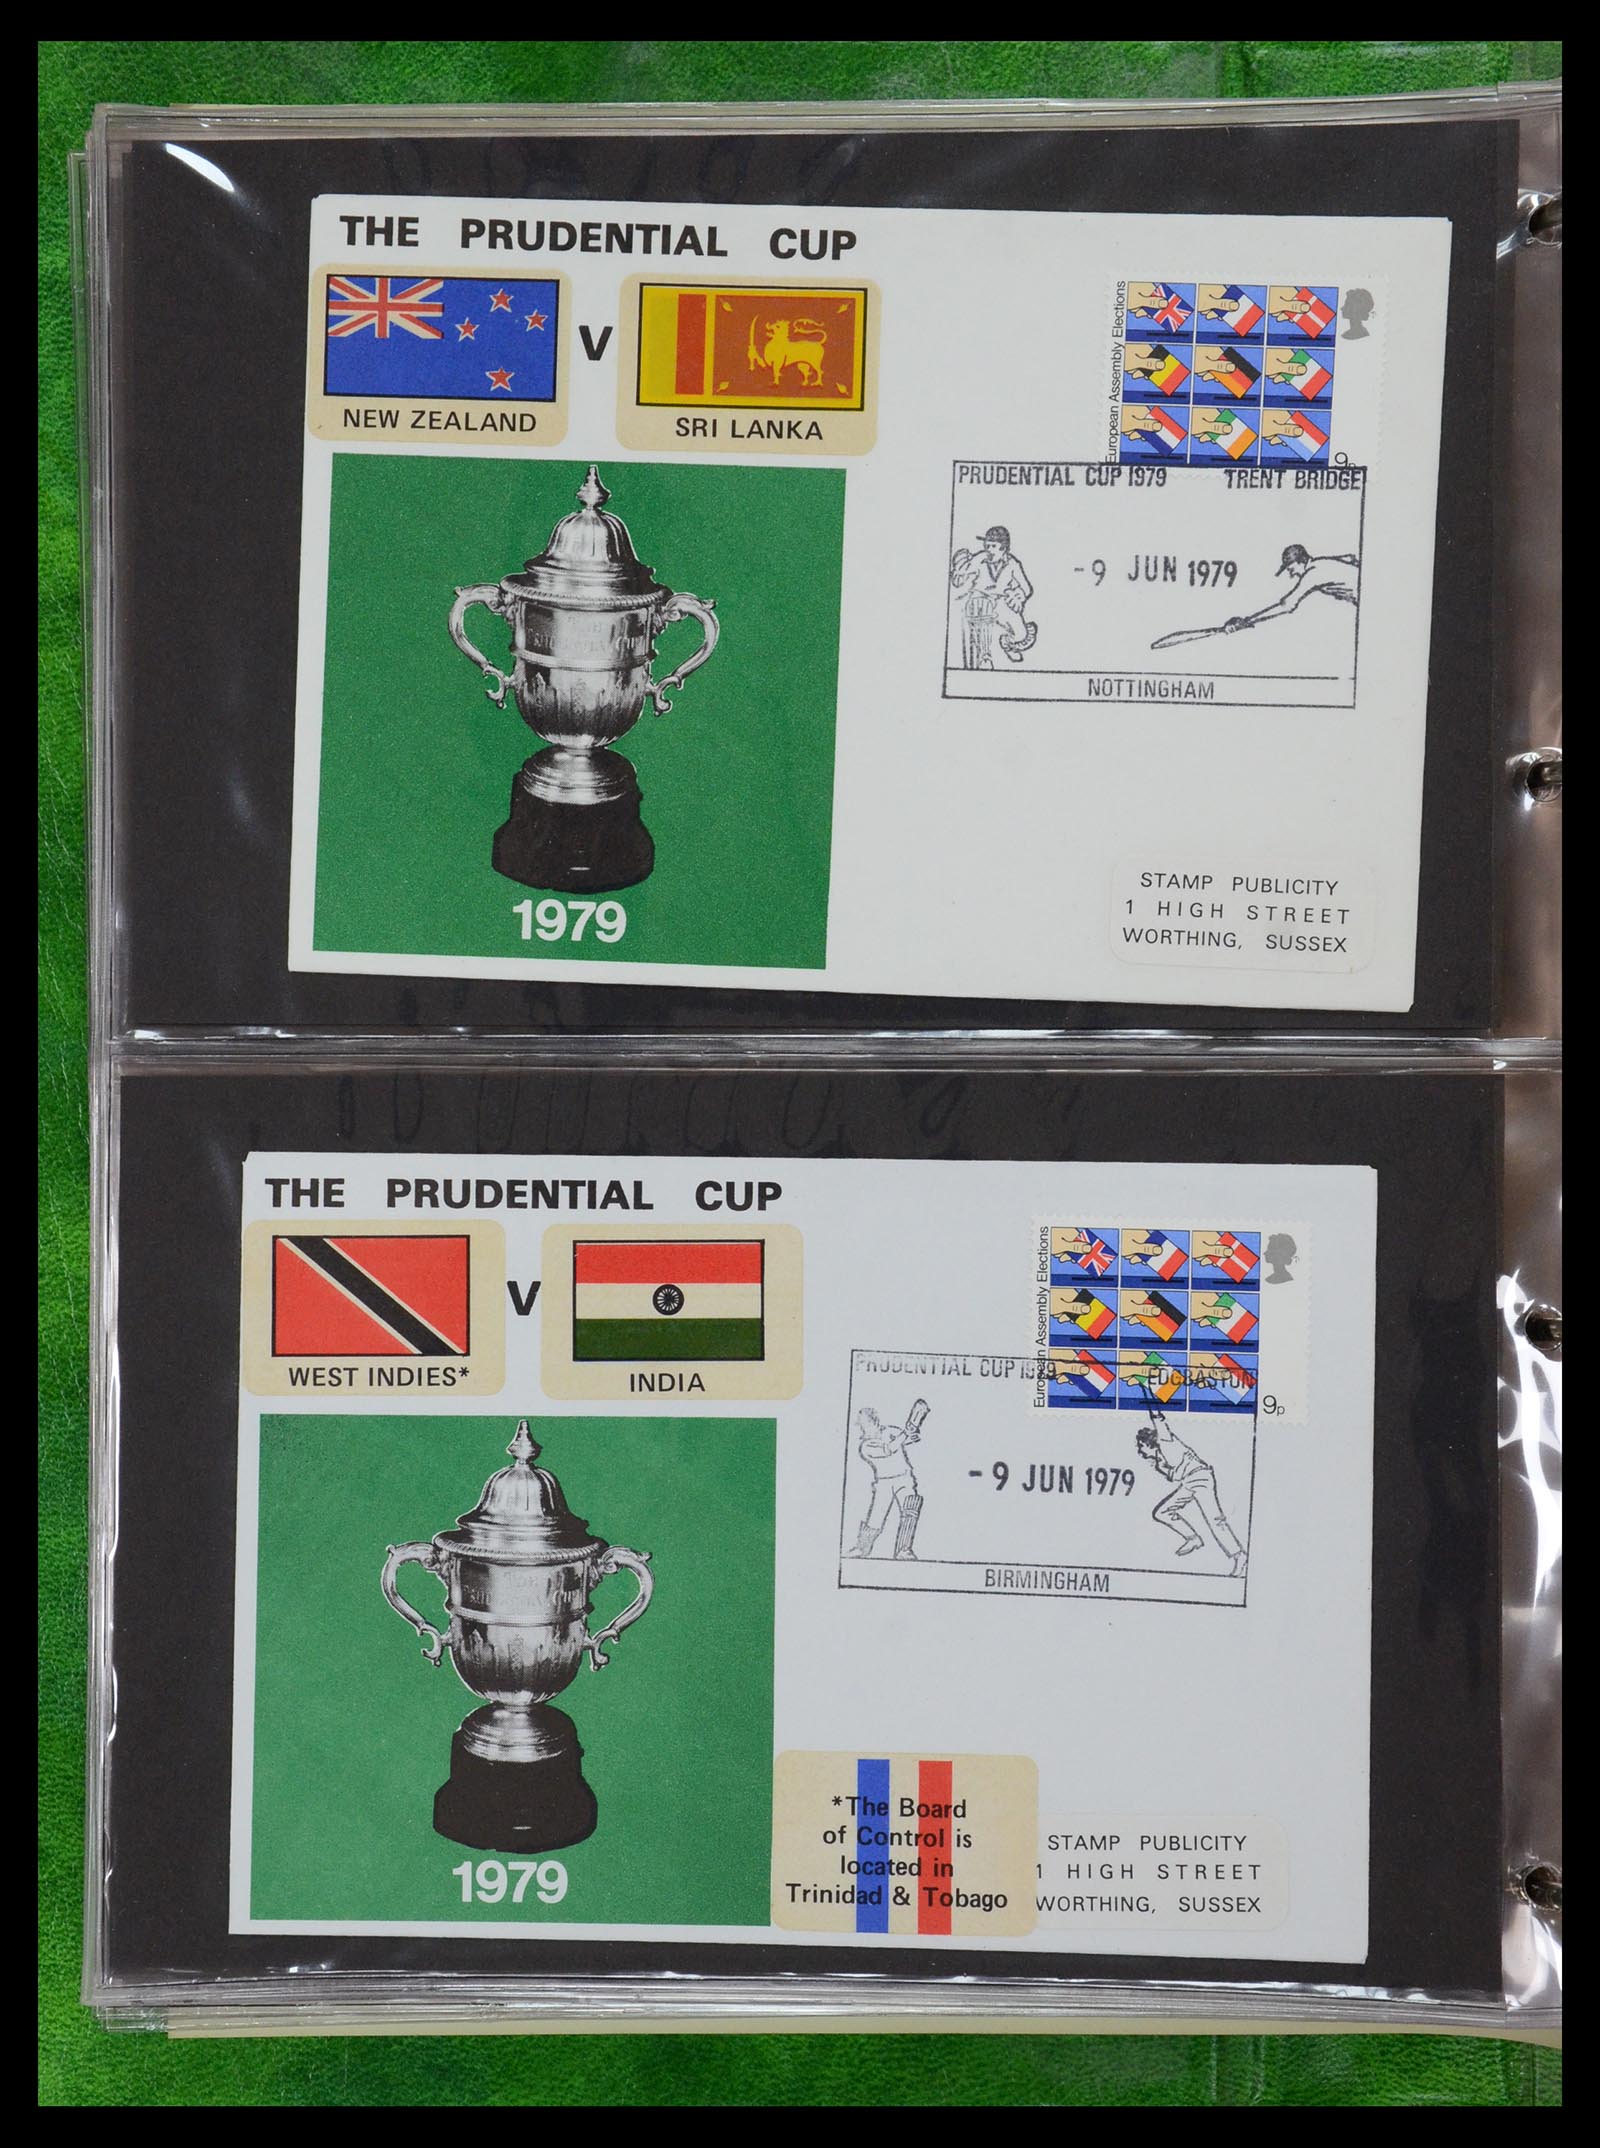 THE PRUDENTIAL CUP
NEW ZEALAND
V
SRI LANKA
1979
European Assembly Elections
9p
PRUDENTIAL CUP 1979 TRENT BRIDGE
-9 JUN 1979
NOTTINGHAM
STAMP PUBLICITY
1 HIGH STREET
WORTHING, SUSSEX
THE PRUDENTIAL CUP
WEST INDIES*
V
INDIA
1979
European Assembly Elections
9p
PRUDENTIAL CUP 1979 EDGBASTON
-9 JUN 1979
BIRMINGHAM
*The Board
of Control is
located in
Trinidad & Tobago
STAMP PUBLICITY
1 HIGH STREET
WORTHING, SUSSEX